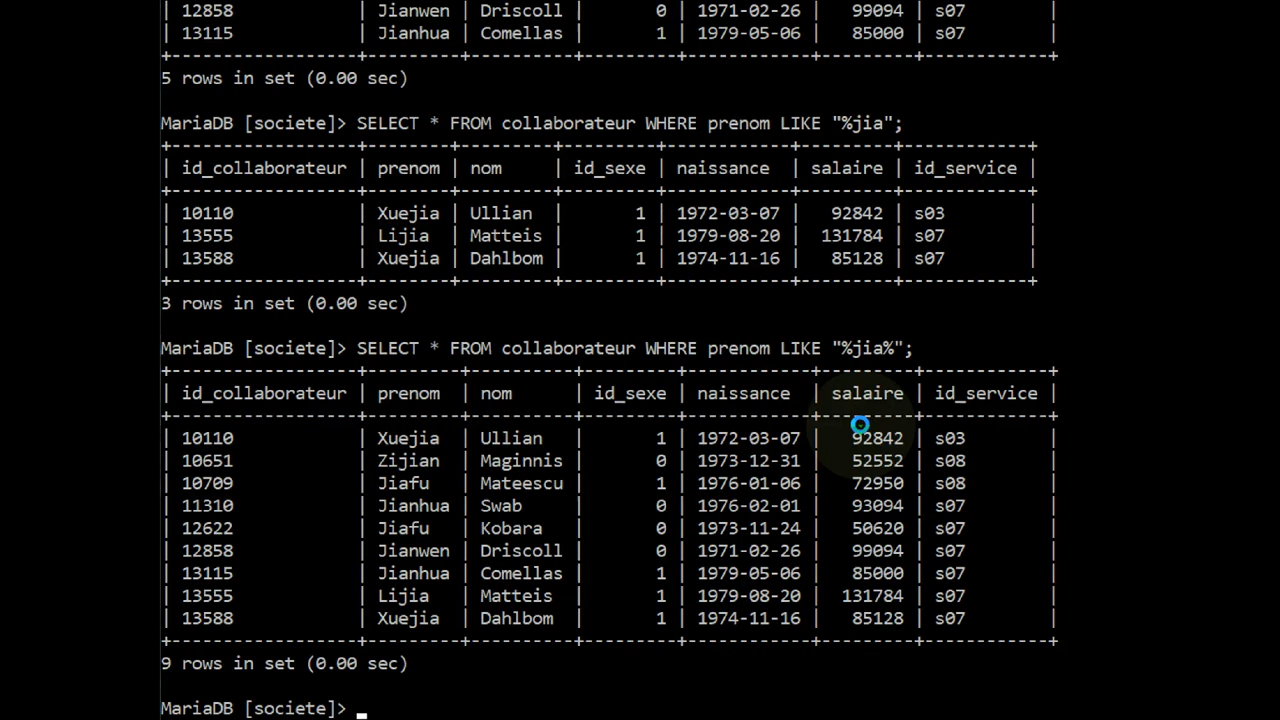 | 12858 | Jianwen | Driscoll | 0 | 1971-02-26 | 99094 | s07 |
| 13115 | Jianhua | Comellas | 1 | 1979-05-06 | 85000 | s07 |
+------------------+---------+----------+---------+------------+---------+------------+
5 rows in set (0.00 sec)
MariaDB [societe]> SELECT * FROM collaborateur WHERE prenom LIKE "%jia";
+------------------+--------+---------+---------+------------+---------+------------+
| id_collaborateur | prenom | nom | id_sexe | naissance | salaire | id_service |
+------------------+--------+---------+---------+------------+---------+------------+
| 10110 | Xuejia | Ullian | 1 | 1972-03-07 | 92842 | s03 |
| 13555 | Lijia | Matteis | 1 | 1979-08-20 | 131784 | s07 |
| 13588 | Xuejia | Dahlbom | 1 | 1974-11-16 | 85128 | s07 |
+------------------+--------+---------+---------+------------+---------+------------+
3 rows in set (0.00 sec)
MariaDB [societe]> SELECT * FROM collaborateur WHERE prenom LIKE "%jia%";
+------------------+---------+----------+---------+------------+---------+------------+
| id_collaborateur | prenom | nom | id_sexe | naissance | salaire | id_service |
+------------------+---------+----------+---------+------------+---------+------------+
| 10110 | Xuejia | Ullian | 1 | 1972-03-07 | 92842 | s03 |
| 10651 | Zijian | Maginnis | 0 | 1973-12-31 | 52552 | s08 |
| 10709 | Jiafu | Mateescu | 1 | 1976-01-06 | 72950 | s08 |
| 11310 | Jianhua | Swab | 0 | 1976-02-01 | 93094 | s07 |
| 12622 | Jiafu | Kobara | 0 | 1973-11-24 | 50620 | s07 |
| 12858 | Jianwen | Driscoll | 0 | 1971-02-26 | 99094 | s07 |
| 13115 | Jianhua | Comellas | 1 | 1979-05-06 | 85000 | s07 |
| 13555 | Lijia | Matteis | 1 | 1979-08-20 | 131784 | s07 |
| 13588 | Xuejia | Dahlbom | 1 | 1974-11-16 | 85128 | s07 |
+------------------+---------+----------+---------+------------+---------+------------+
9 rows in set (0.00 sec)
MariaDB [societe]> _